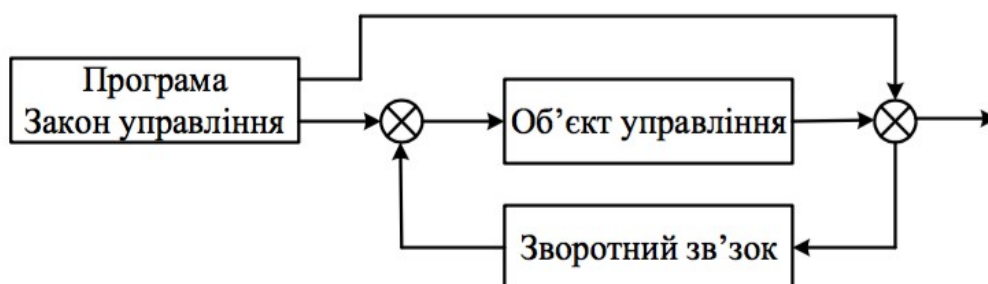 Програма
Закон управління
Об’єкт управління
Зворотний зв’зок